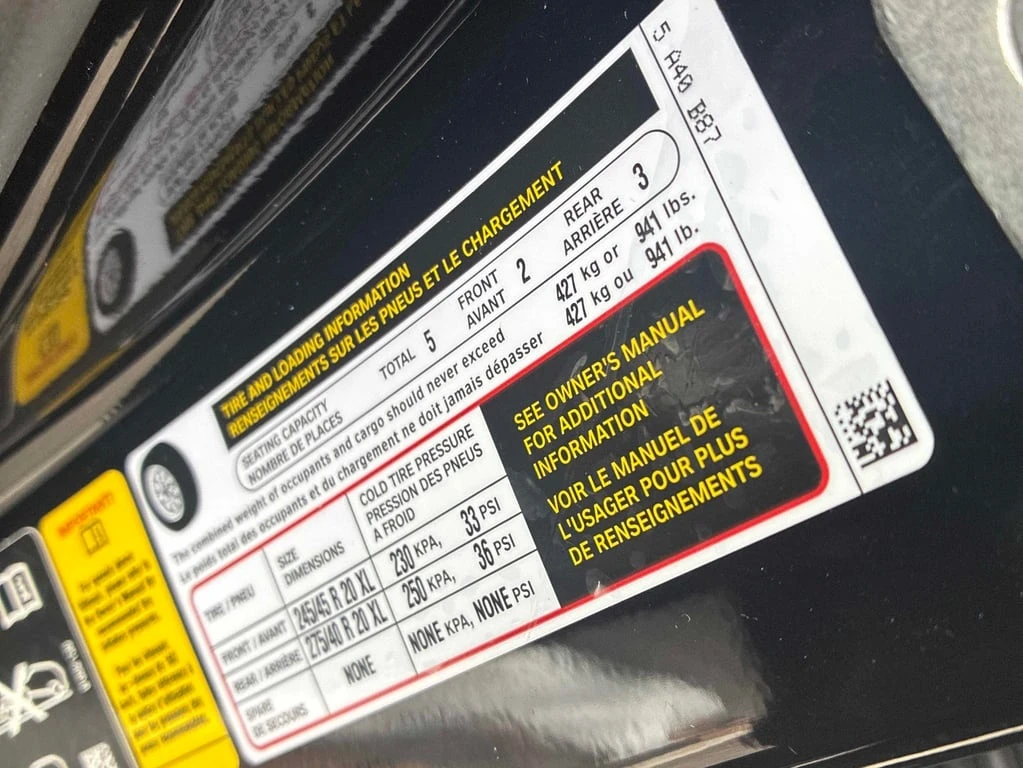 5 A40 B87
TIRE AND LOADING INFORMATION
RENSEIGNEMENTS SUR LES PNEUS ET LE CHARGEMENT
SEATING CAPACITY TOTAL 5 FRONT 2 REAR 3
NOMBRE DE PLACES AVANT ARRIÈRE
The combined weight of occupants and cargo should never exceed 427 kg or 941 lbs.
Le poids total des occupants et du chargement ne doit jamais dépasser 427 kg ou 941 lb.
TIRE / PNEU
SIZE
DIMENSIONS
COLD TIRE PRESSURE
PRESSION DES PNEUS
A FROID
FRONT / AVANT 245/45 R 20 XL 230 KPA, 33 PSI
REAR / ARRIÈRE 275/40 R 20 XL 250 KPA, 36 PSI
SPARE
DE SECOURS
NONE NONE KPA, NONE PSI
SEE OWNER'S MANUAL
FOR ADDITIONAL
INFORMATION
VOIR LE MANUEL DE
L'USAGER POUR PLUS
DE RENSEIGNEMENTS
IMPORTANT!